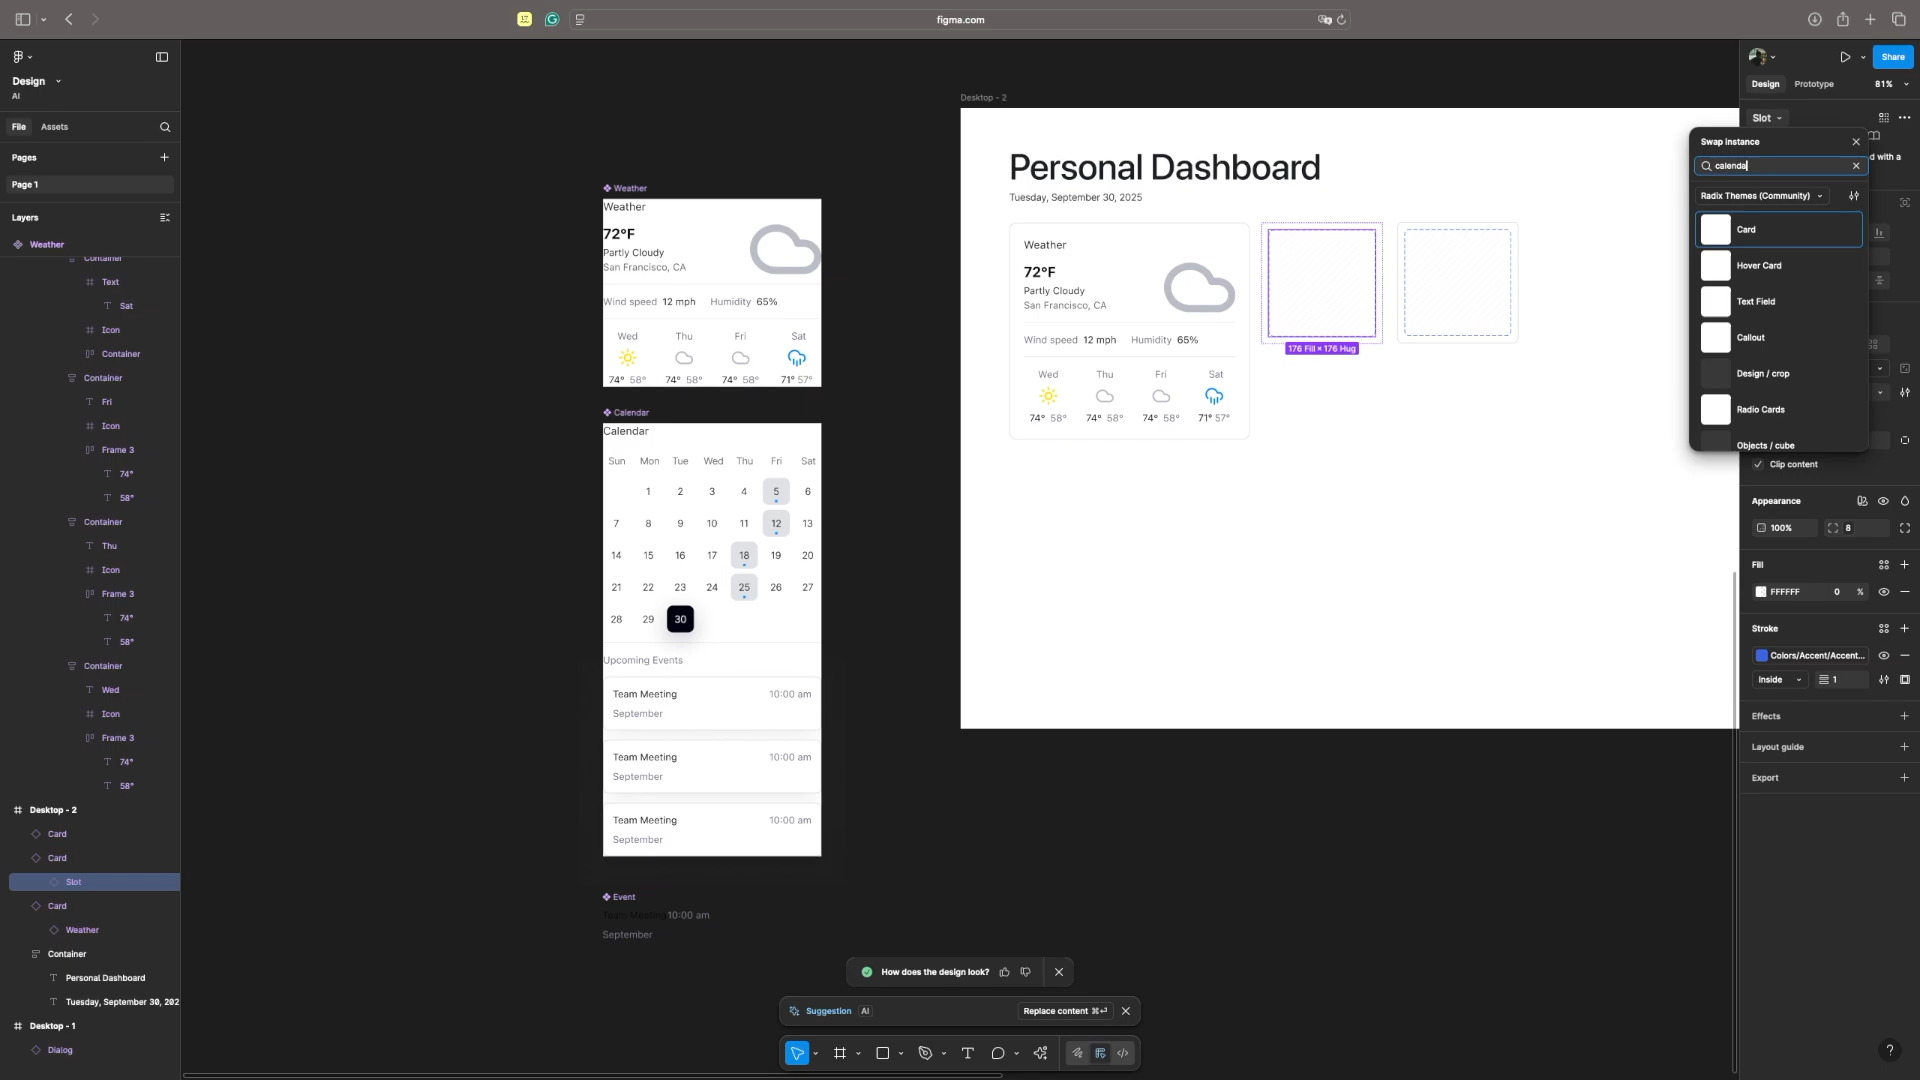 figma.com
Design
AI
File
Assets
Pages
Page 1
Layers
Weather
Container
Text
Sat
Icon
Container
Container
Fri
Icon
Frame 3
74°
58°
Container
Thu
Icon
Frame 3
74°
58°
Container
Wed
Icon
Frame 3
74°
58°
Desktop - 2
Card
Card
Slot
Card
Weather
Container
Personal Dashboard
Tuesday, September 30, 202
Desktop - 1
Dialog
Weather
Weather
72°F
Partly Cloudy
San Francisco, CA
Wind speed 12 mph Humidity 65%
Wed Thu Fri Sat
74° 58° 74° 58° 74° 58° 71° 57°
Calendar
Calendar
Sun Mon Tue Wed Thu Fri Sat
1 2 3 4 5 6
7 8 9 10 11 12 13
14 15 16 17 18 19 20
21 22 23 24 25 26 27
28 29 30
Upcoming Events
Team Meeting 10:00 am
September
Team Meeting 10:00 am
September
Team Meeting 10:00 am
September
Event
Team Meeting 10:00 am
September
Desktop - 2
Personal Dashboard
Tuesday, September 30, 2025
Weather
72°F
Partly Cloudy
San Francisco, CA
Wind speed 12 mph Humidity 65%
Wed Thu Fri Sat
74° 58° 74° 58° 74° 58° 71° 57°
176 Fill × 176 Hug
How does the design look?
Suggestion AI Replace content ⌘⏎
Share
Design Prototype 81%
Slot
d with a
Swap instance
calenda
Radix Themes (Community)
Card
Hover Card
Text Field
Callout
Design / crop
Radio Cards
Objects / cube
Clip content
Appearance
100% 8
Fill
FFFFFF 0 %
Stroke
Colors/Accent/Accent...
Inside 1
Effects
Layout guide
Export
?